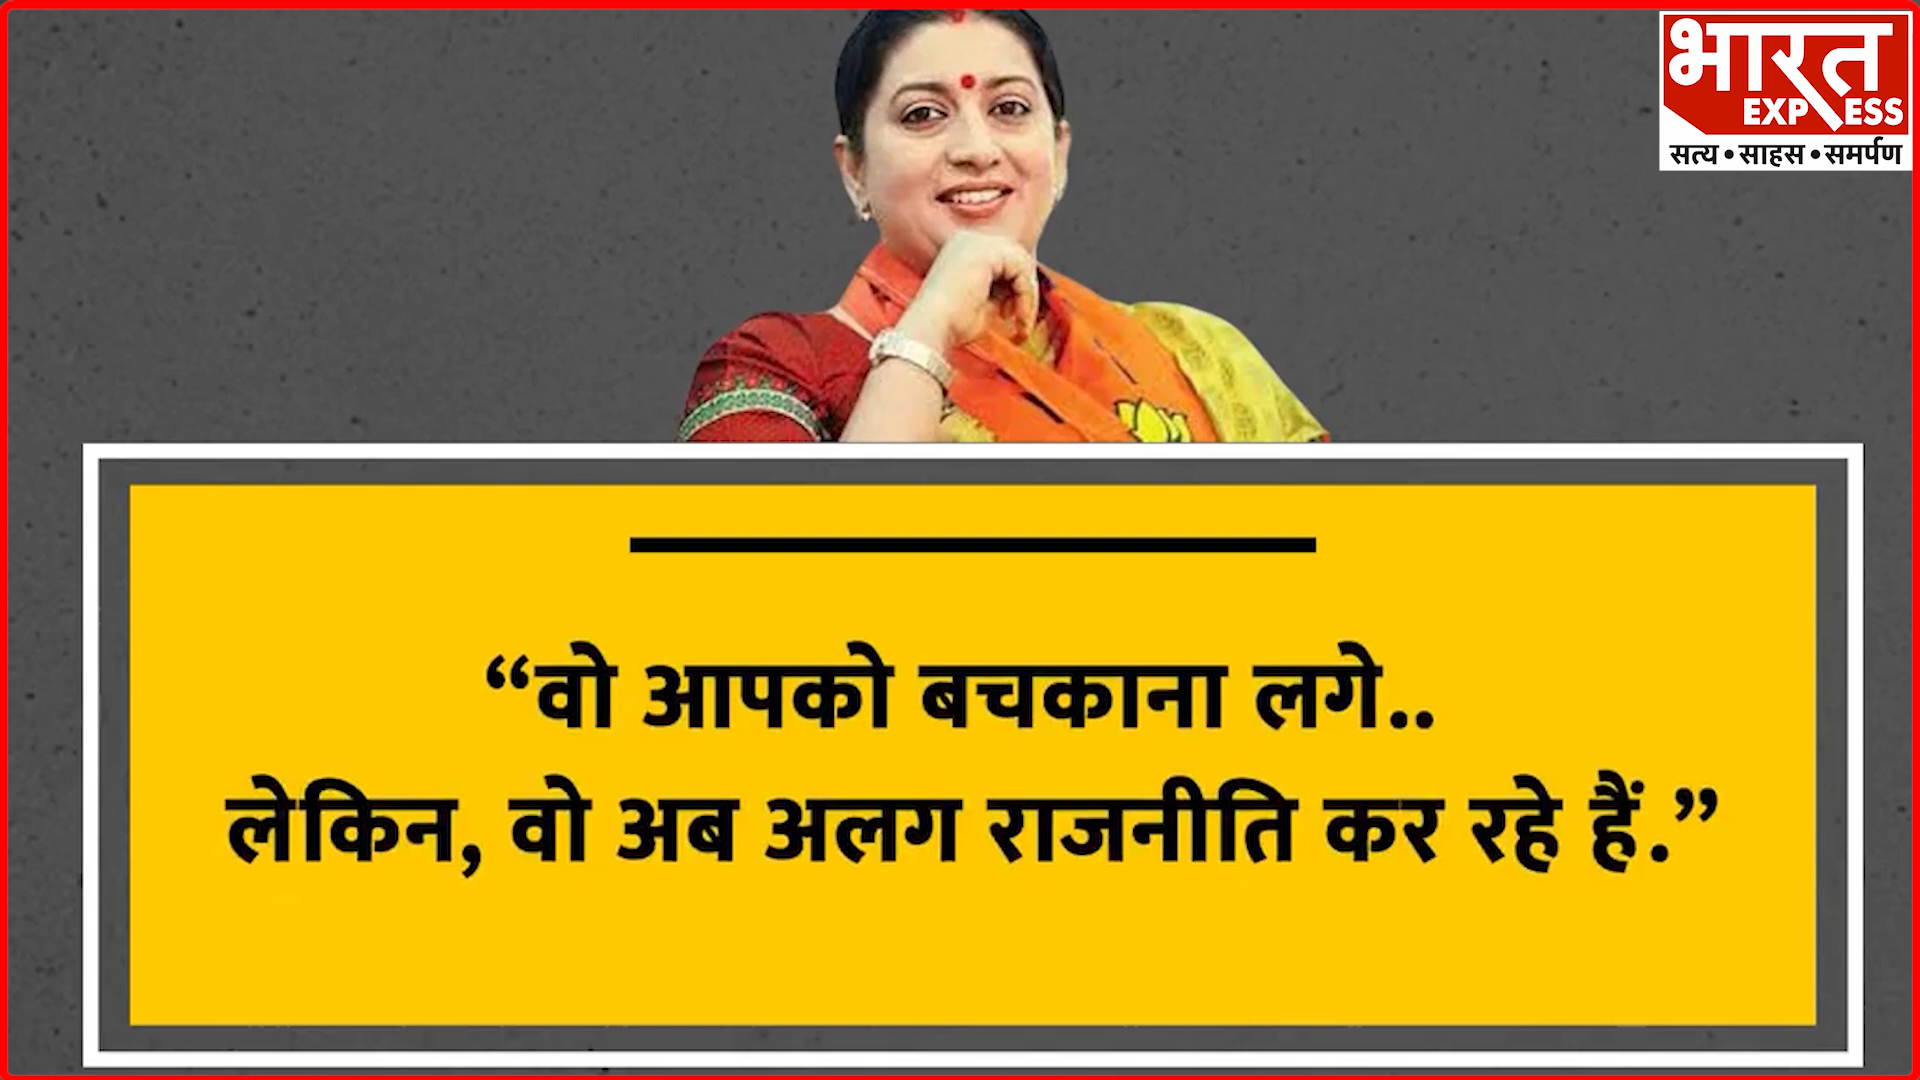 भारत
EXPRESS
सत्य • साहस • समर्पण
“वो आपको बचकाना लगे..
लेकिन, वो अब अलग राजनीति कर रहे हैं.”